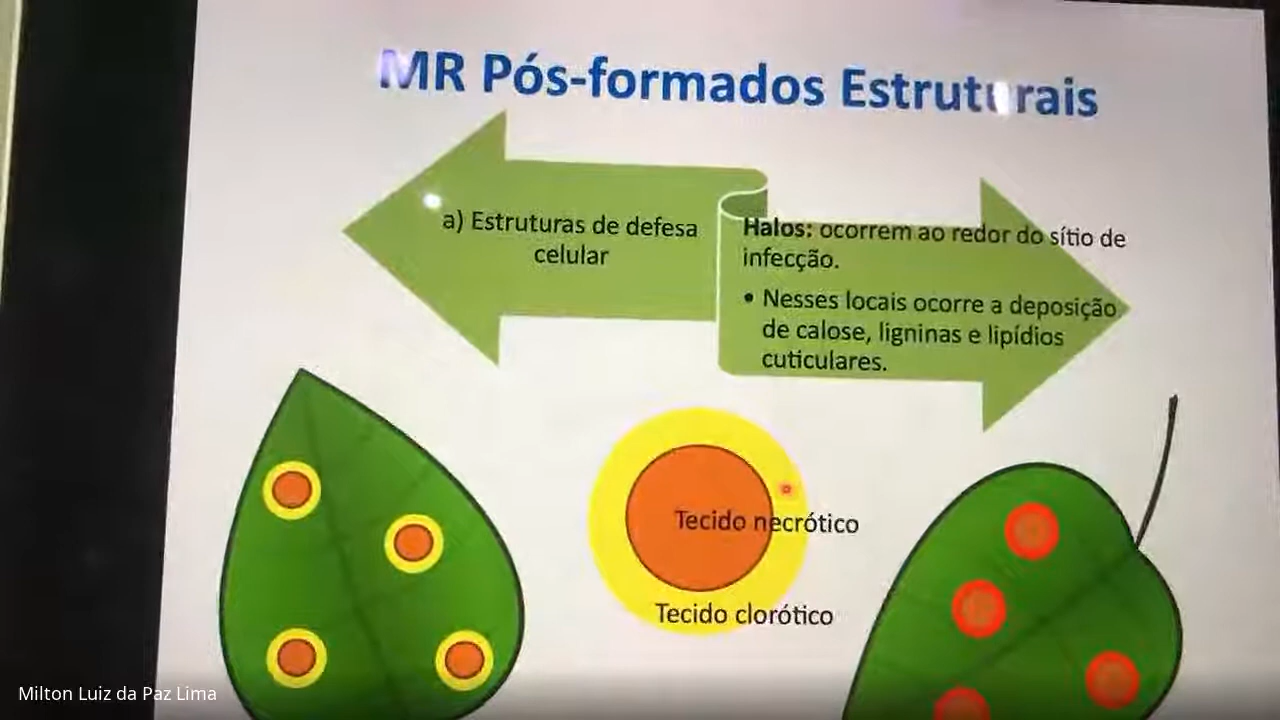 MR Pós-formados Estruturais
a) Estruturas de defesa
celular
Halos: ocorrem ao redor do sítio de
infecção.
• Nesses locais ocorre a deposição
de calose, ligninas e lipídios
cuticulares.
Tecido necrótico
Tecido clorótico
Milton Luiz da Paz Lima